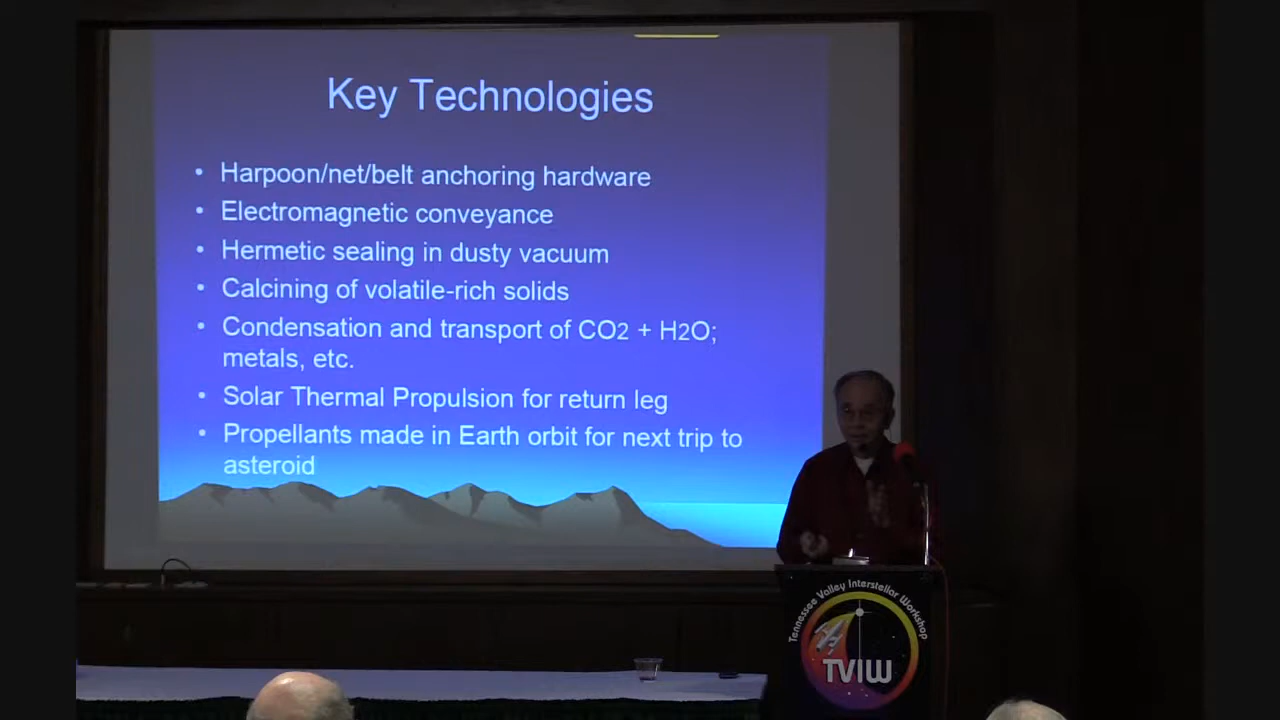 Key Technologies
• Harpoon/net/belt anchoring hardware
• Electromagnetic conveyance
• Hermetic sealing in dusty vacuum
• Calcining of volatile-rich solids
• Condensation and transport of CO2 + H2O;
metals, etc.
• Solar Thermal Propulsion for return leg
• Propellants made in Earth orbit for next trip to
asteroid
Tennessee Valley Interstellar Workshop
TVIW